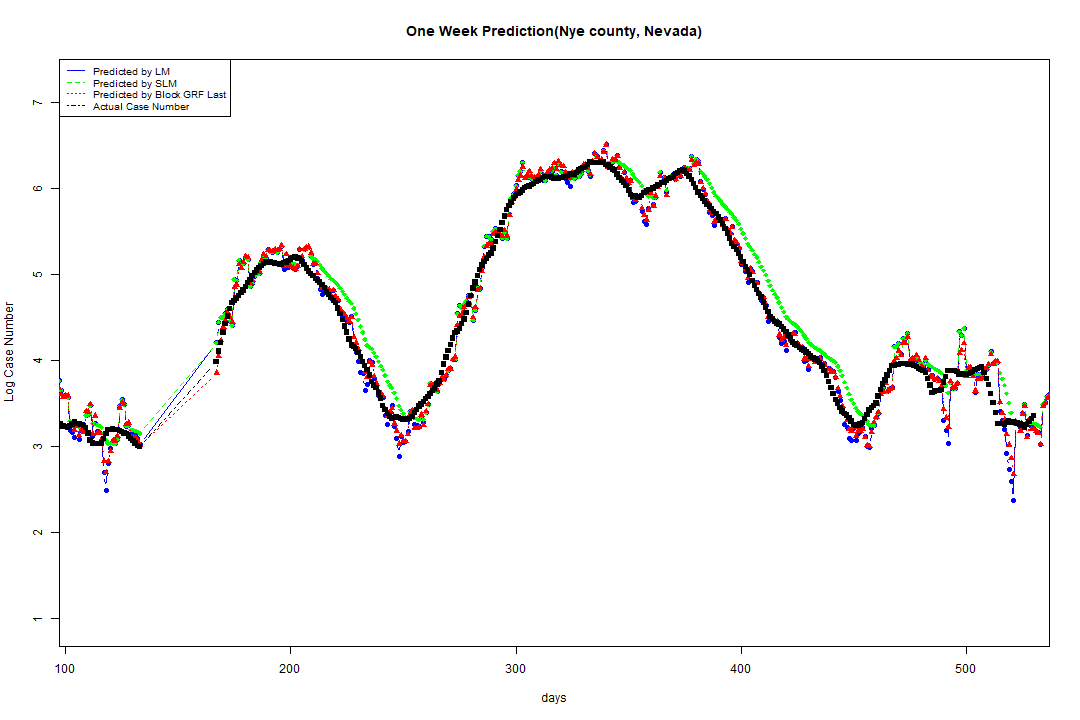 One Week Prediction(Nye county, Nevada)
Predicted by LM
Predicted by SLM
Predicted by Block GRF Last
Actual Case Number
7
6
5
4
3
2
1
Log Case Number
100 200 300 400 500
days